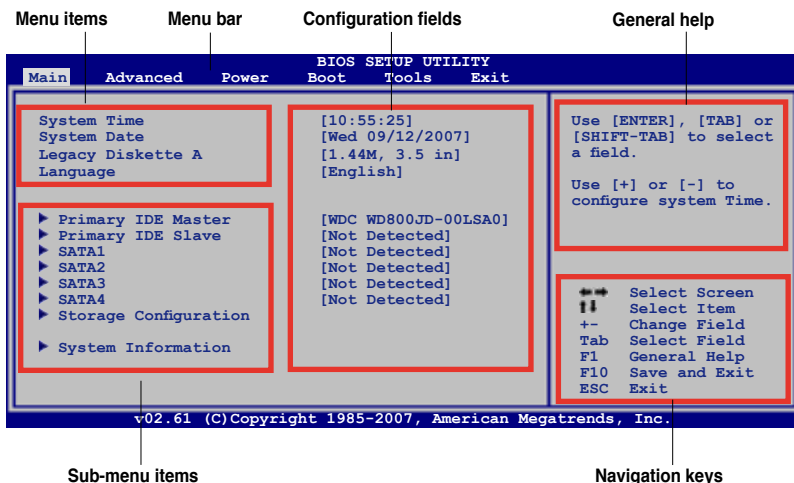 Menu items Menu bar Configuration fields General help
BIOS SETUP UTILITY
Main Advanced Power Boot Tools Exit
System Time [10:55:25]
System Date [Wed 09/12/2007]
Legacy Diskette A [1.44M, 3.5 in]
Language [English]
Primary IDE Master [WDC WD800JD-00LSA0]
Primary IDE Slave [Not Detected]
SATA1 [Not Detected]
SATA2 [Not Detected]
SATA3 [Not Detected]
SATA4 [Not Detected]
Storage Configuration
System Information
Use [ENTER], [TAB] or
[SHIFT-TAB] to select
a field.
Use [+] or [-] to
configure system Time.
Select Screen
Select Item
+- Change Field
Tab Select Field
F1 General Help
F10 Save and Exit
ESC Exit
v02.61 (C)Copyright 1985-2007, American Megatrends, Inc.
Sub-menu items Navigation keys